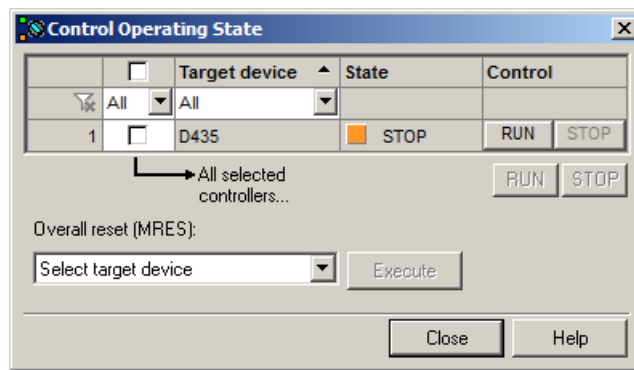 Control Operating State
Target device State Control
All All
1 D435 STOP RUN STOP
All selected
controllers...
RUN STOP
Overall reset (MRES):
Select target device Execute
Close Help